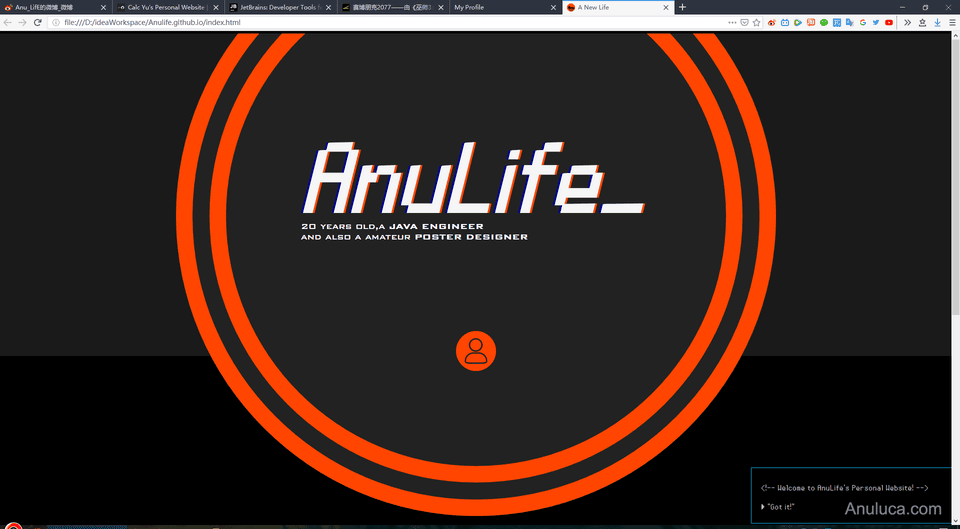 Anu_Life的微博_微博
Calc Yu's Personal Website |
JetBrains: Developer Tools f
赛博朋克2077——由《巫师3
My Profile
A New Life
file:///D:/IdeaWorkspace/Anulife.github.io/index.html
AnuLife_
20 YEARS OLD,A JAVA ENGINEER
AND ALSO A AMATEUR POSTER DESIGNER
<!-- Welcome to AnuLife's Personal Website! -->
"Got it!"
Anuluca.com